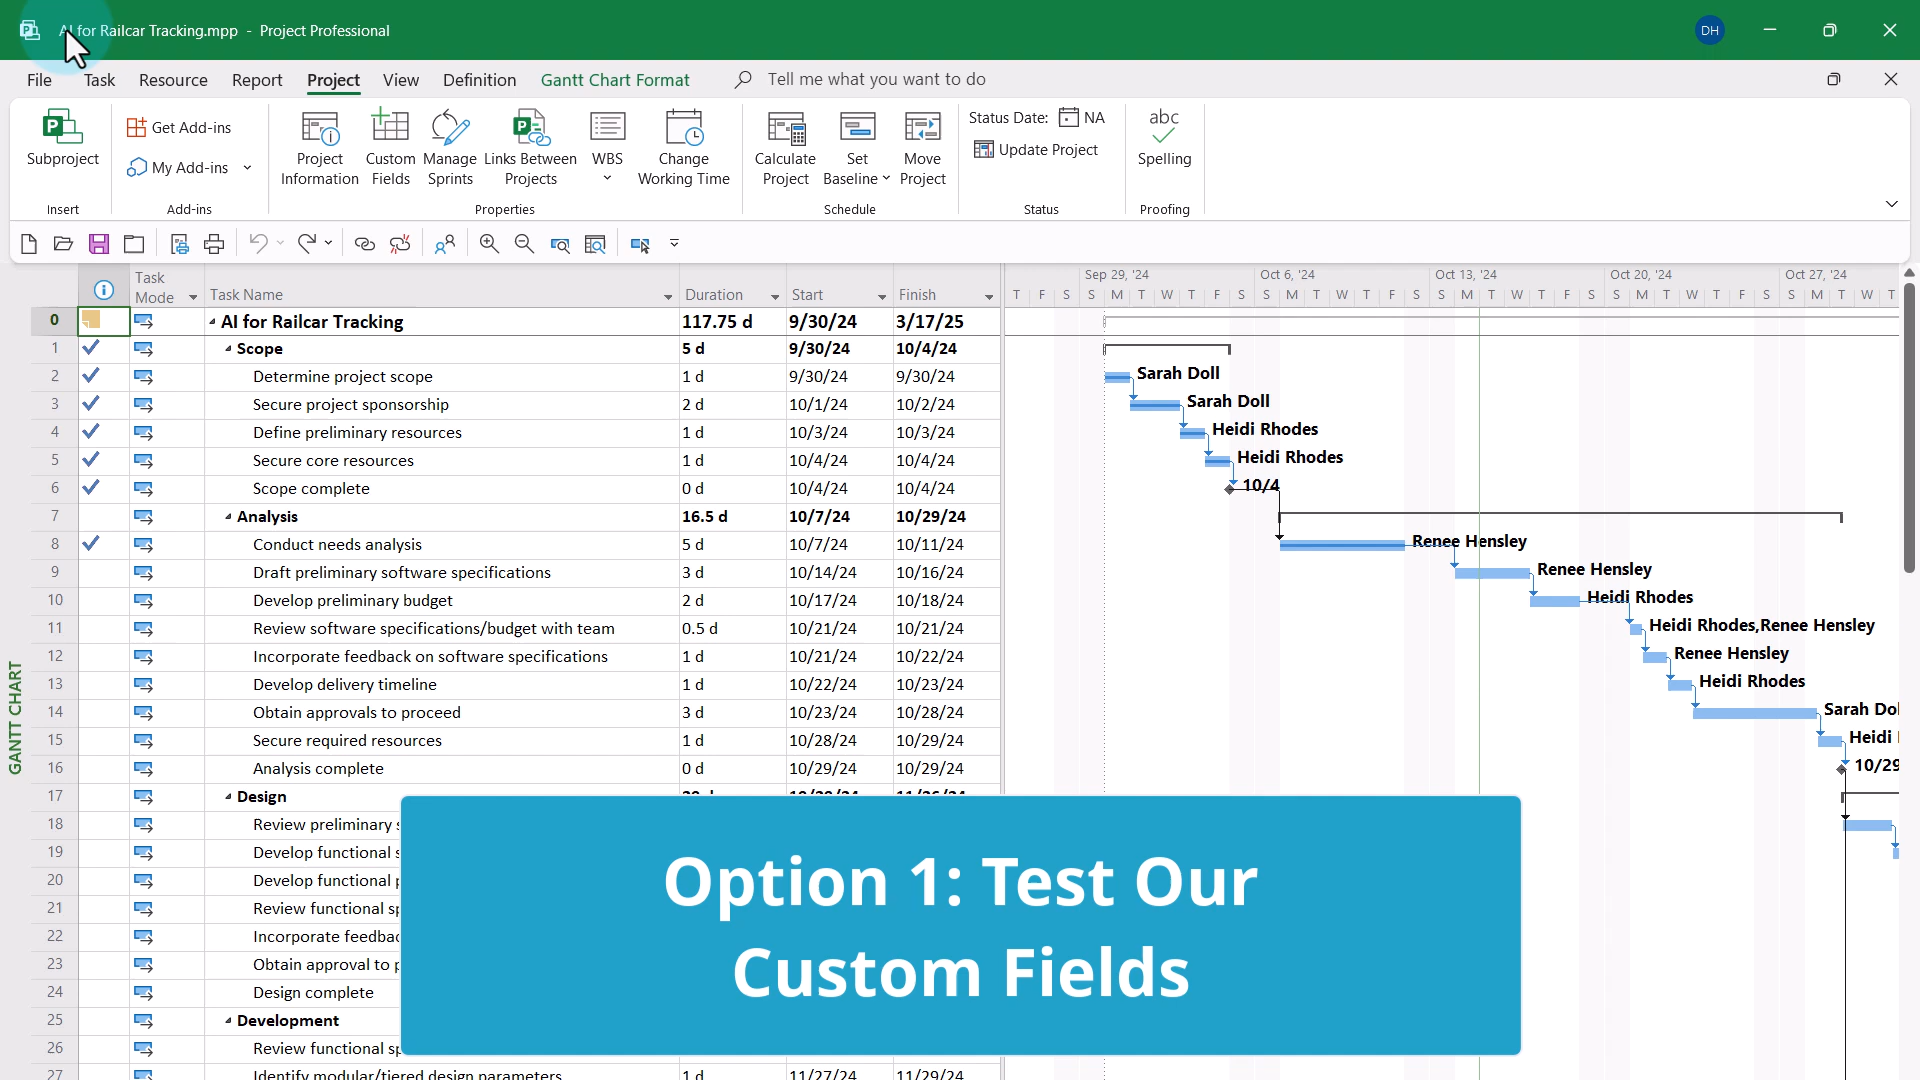 AI for Railcar Tracking.mpp - Project Professional
DH
File Task Resource Report Project View Definition Gantt Chart Format Tell me what you want to do
Subproject
Insert
Get Add-ins
My Add-ins
Add-ins
Project Information
Custom Fields
Manage Sprints
Links Between Projects
WBS
Change Working Time
Properties
Calculate Project
Set Baseline
Move Project
Schedule
Status Date: NA
Update Project
Status
abc
Spelling
Proofing
Task Mode Task Name Duration Start Finish
Sep 29, '24 Oct 6, '24 Oct 13, '24 Oct 20, '24 Oct 27, '24
T F S S M T W T F S S M T W T F S S M T W T F S S M T W T F S S M T W T
0 AI for Railcar Tracking 117.75 d 9/30/24 3/17/25
1 Scope 5 d 9/30/24 10/4/24
2 Determine project scope 1 d 9/30/24 9/30/24 Sarah Doll
3 Secure project sponsorship 2 d 10/1/24 10/2/24 Sarah Doll
4 Define preliminary resources 1 d 10/3/24 10/3/24 Heidi Rhodes
5 Secure core resources 1 d 10/4/24 10/4/24 Heidi Rhodes
6 Scope complete 0 d 10/4/24 10/4/24 10/4
7 Analysis 16.5 d 10/7/24 10/29/24
8 Conduct needs analysis 5 d 10/7/24 10/11/24 Renee Hensley
9 Draft preliminary software specifications 3 d 10/14/24 10/16/24 Renee Hensley
10 Develop preliminary budget 2 d 10/17/24 10/18/24 Heidi Rhodes
11 Review software specifications/budget with team 0.5 d 10/21/24 10/21/24 Heidi Rhodes,Renee Hensley
12 Incorporate feedback on software specifications 1 d 10/21/24 10/22/24 Renee Hensley
13 Develop delivery timeline 1 d 10/22/24 10/23/24 Heidi Rhodes
14 Obtain approvals to proceed 3 d 10/23/24 10/28/24 Sarah Dol
15 Secure required resources 1 d 10/28/24 10/29/24 Heidi
16 Analysis complete 0 d 10/29/24 10/29/24 10/29
17 Design
18 Review preliminary
19 Develop functional
20 Develop functional
21 Review functional
22 Incorporate
23 Obtain approval to
24 Design complete
25 Development
26 Review functional
27 Identify modular/tiered design parameters 1 d 11/27/24 11/29/24
GANTT CHART
Option 1: Test Our
Custom Fields